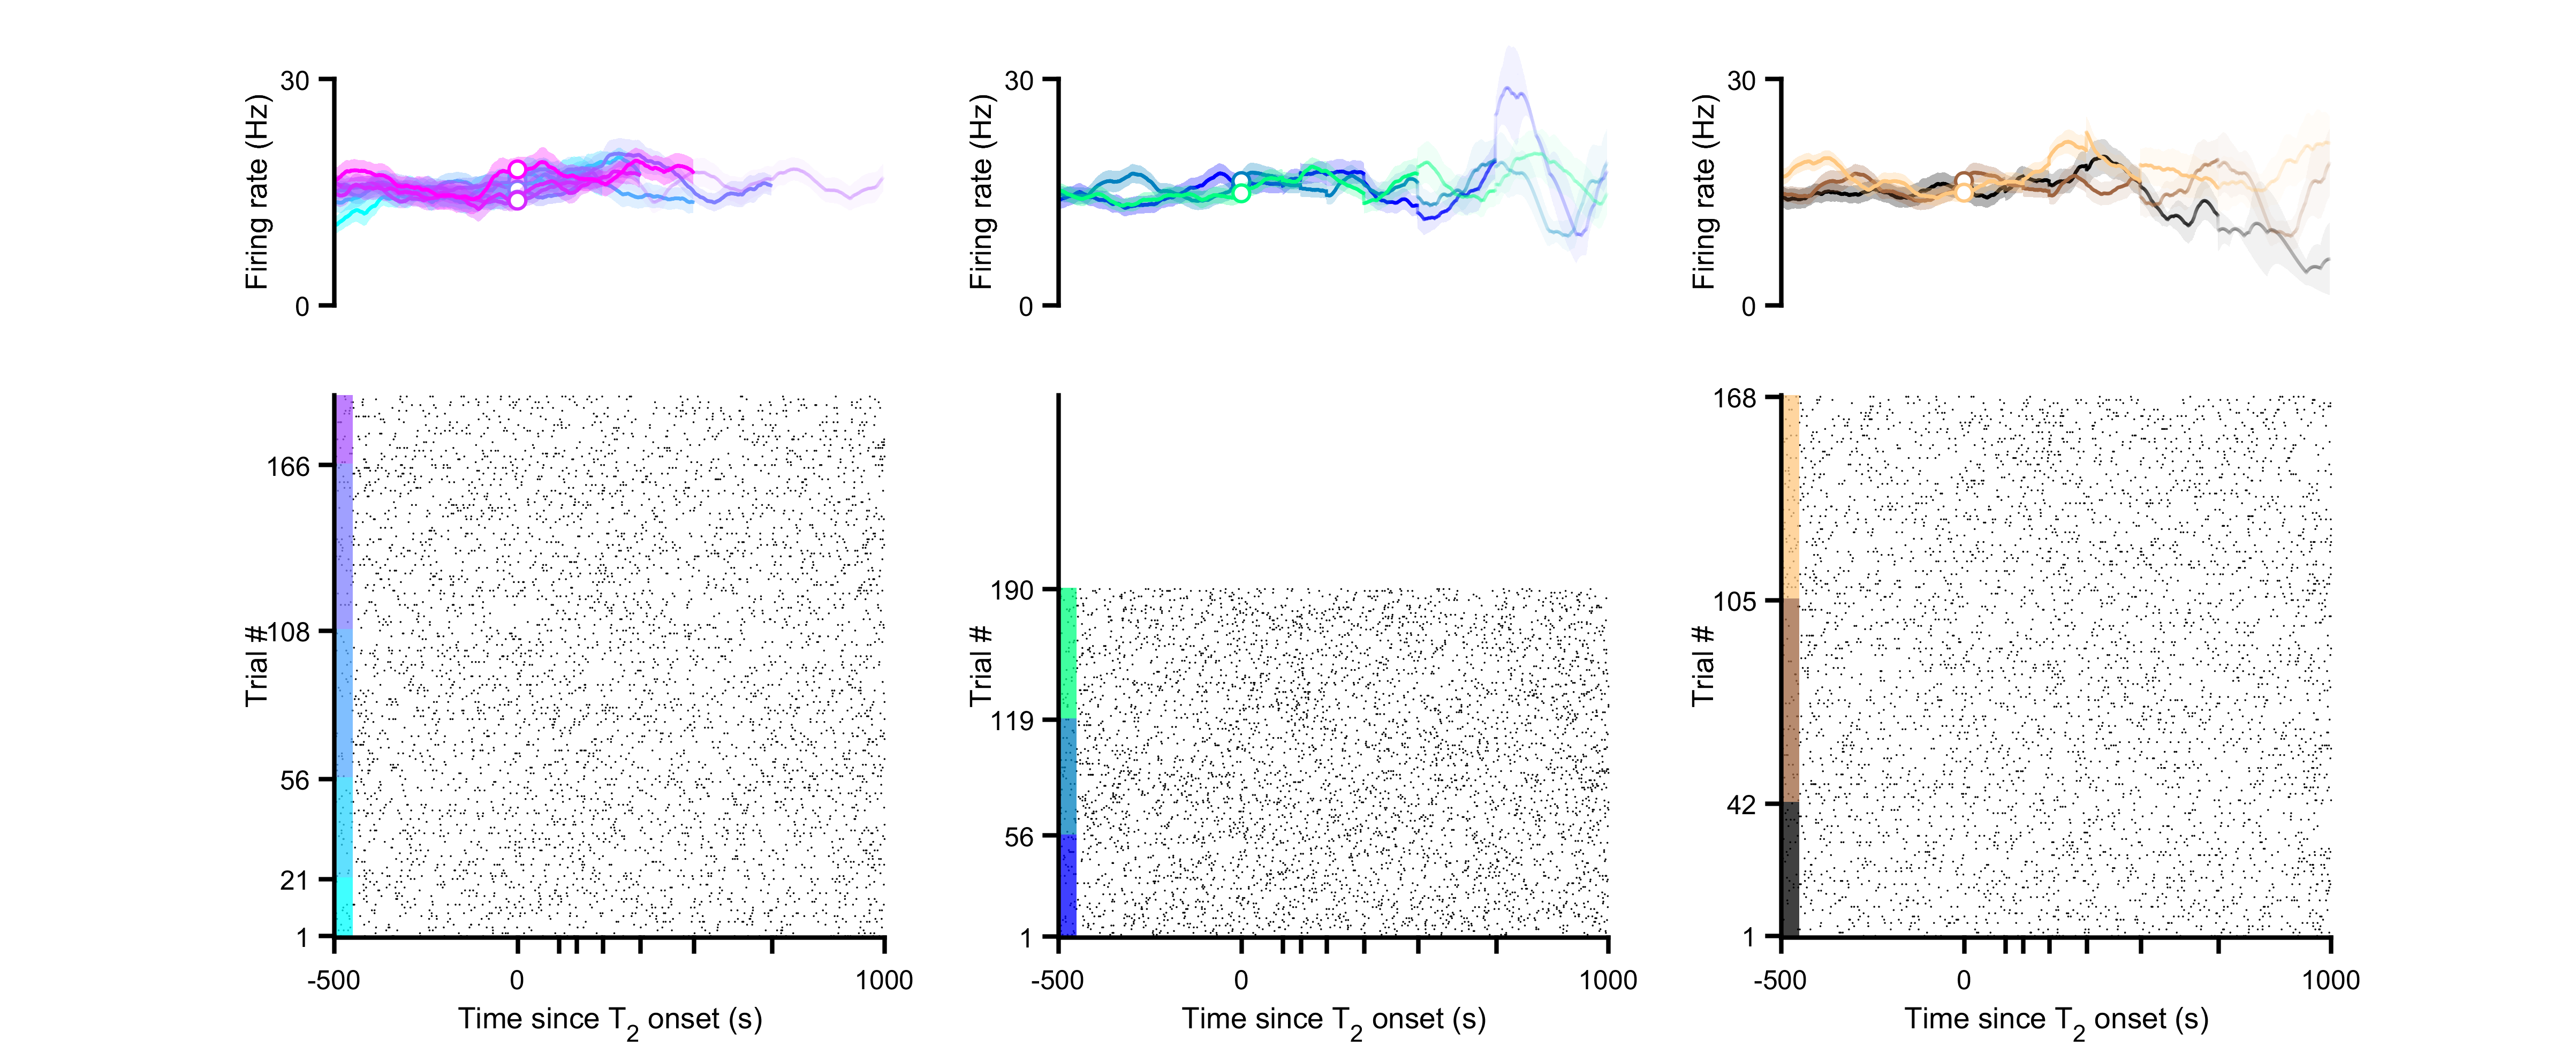 30
Firing rate (Hz)
0
30
Firing rate (Hz)
0
30
Firing rate (Hz)
0
166
108
56
21
1
Trial #
-500 0 1000
Time since T2 onset (s)
190
119
56
1
Trial #
-500 0 1000
Time since T2 onset (s)
168
105
42
1
Trial #
-500 0 1000
Time since T2 onset (s)